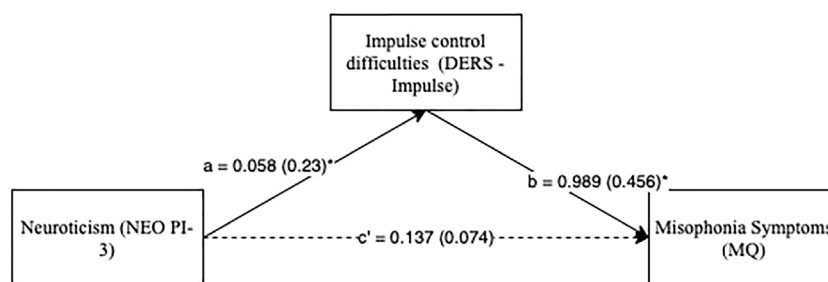 Impulse control
difficulties (DERS -
Impulse)
a = 0.058 (0.23)*
b = 0.989 (0.456)*
Neuroticism (NEO PI-
3)
c' = 0.137 (0.074)
Misophonia Symptoms
(MQ)